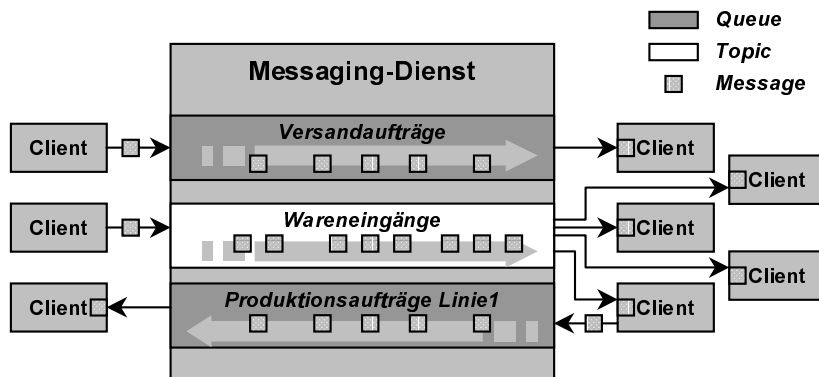 Queue
Topic
Message
Messaging-Dienst
Versandaufträge
Client
Client
Client
Wareneingänge
Client
Client
Client
Produktionsaufträge Linie1
Client
Client